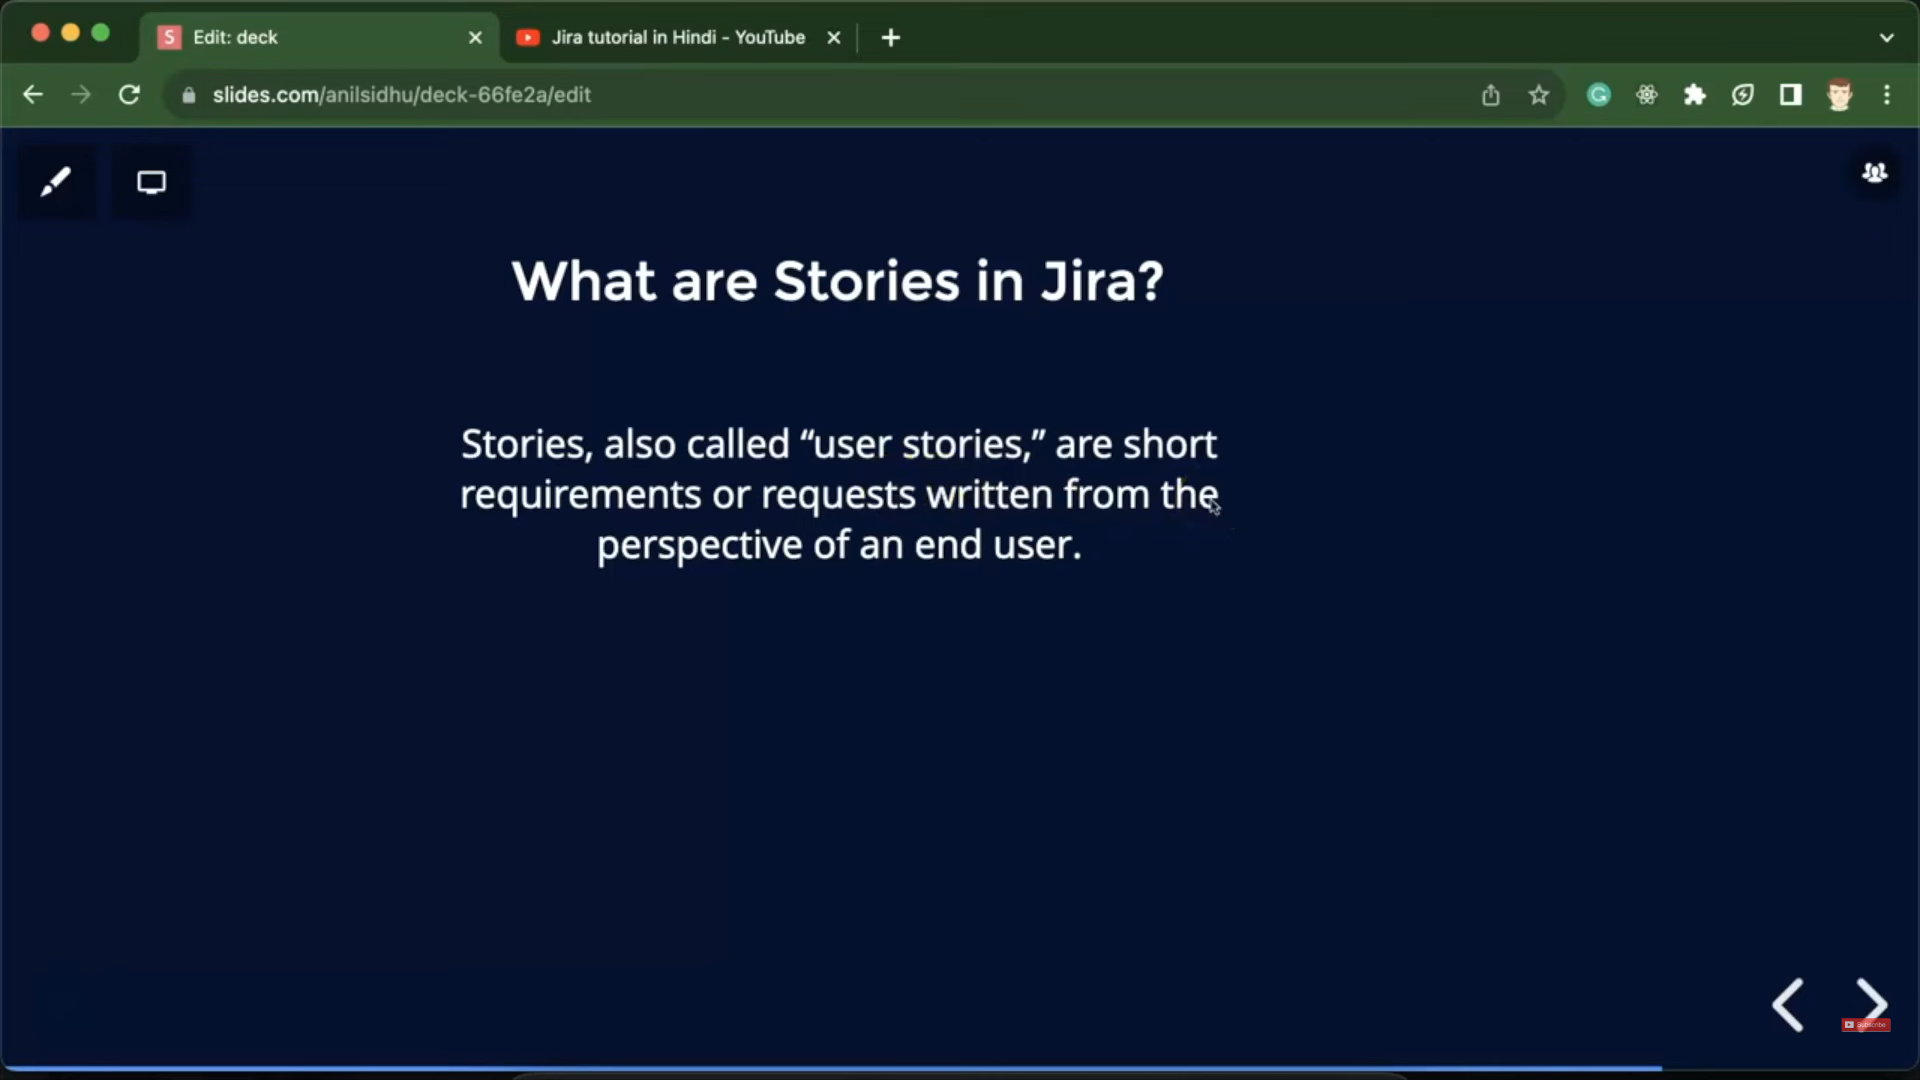 S Edit: deck
Jira tutorial in Hindi - YouTube
slides.com/anilsidhu/deck-66fe2a/edit
What are Stories in Jira?
Stories, also called “user stories,” are short
requirements or requests written from the
perspective of an end user.
Subscribe